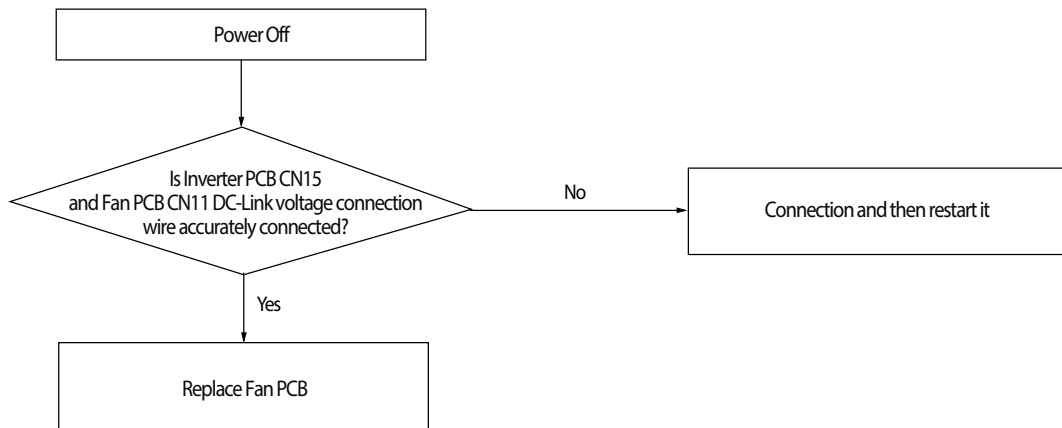 Power Off
Is Inverter PCB CN15
and Fan PCB CN11 DC-Link voltage connection
wire accurately connected?
No
Connection and then restart it
Yes
Replace Fan PCB